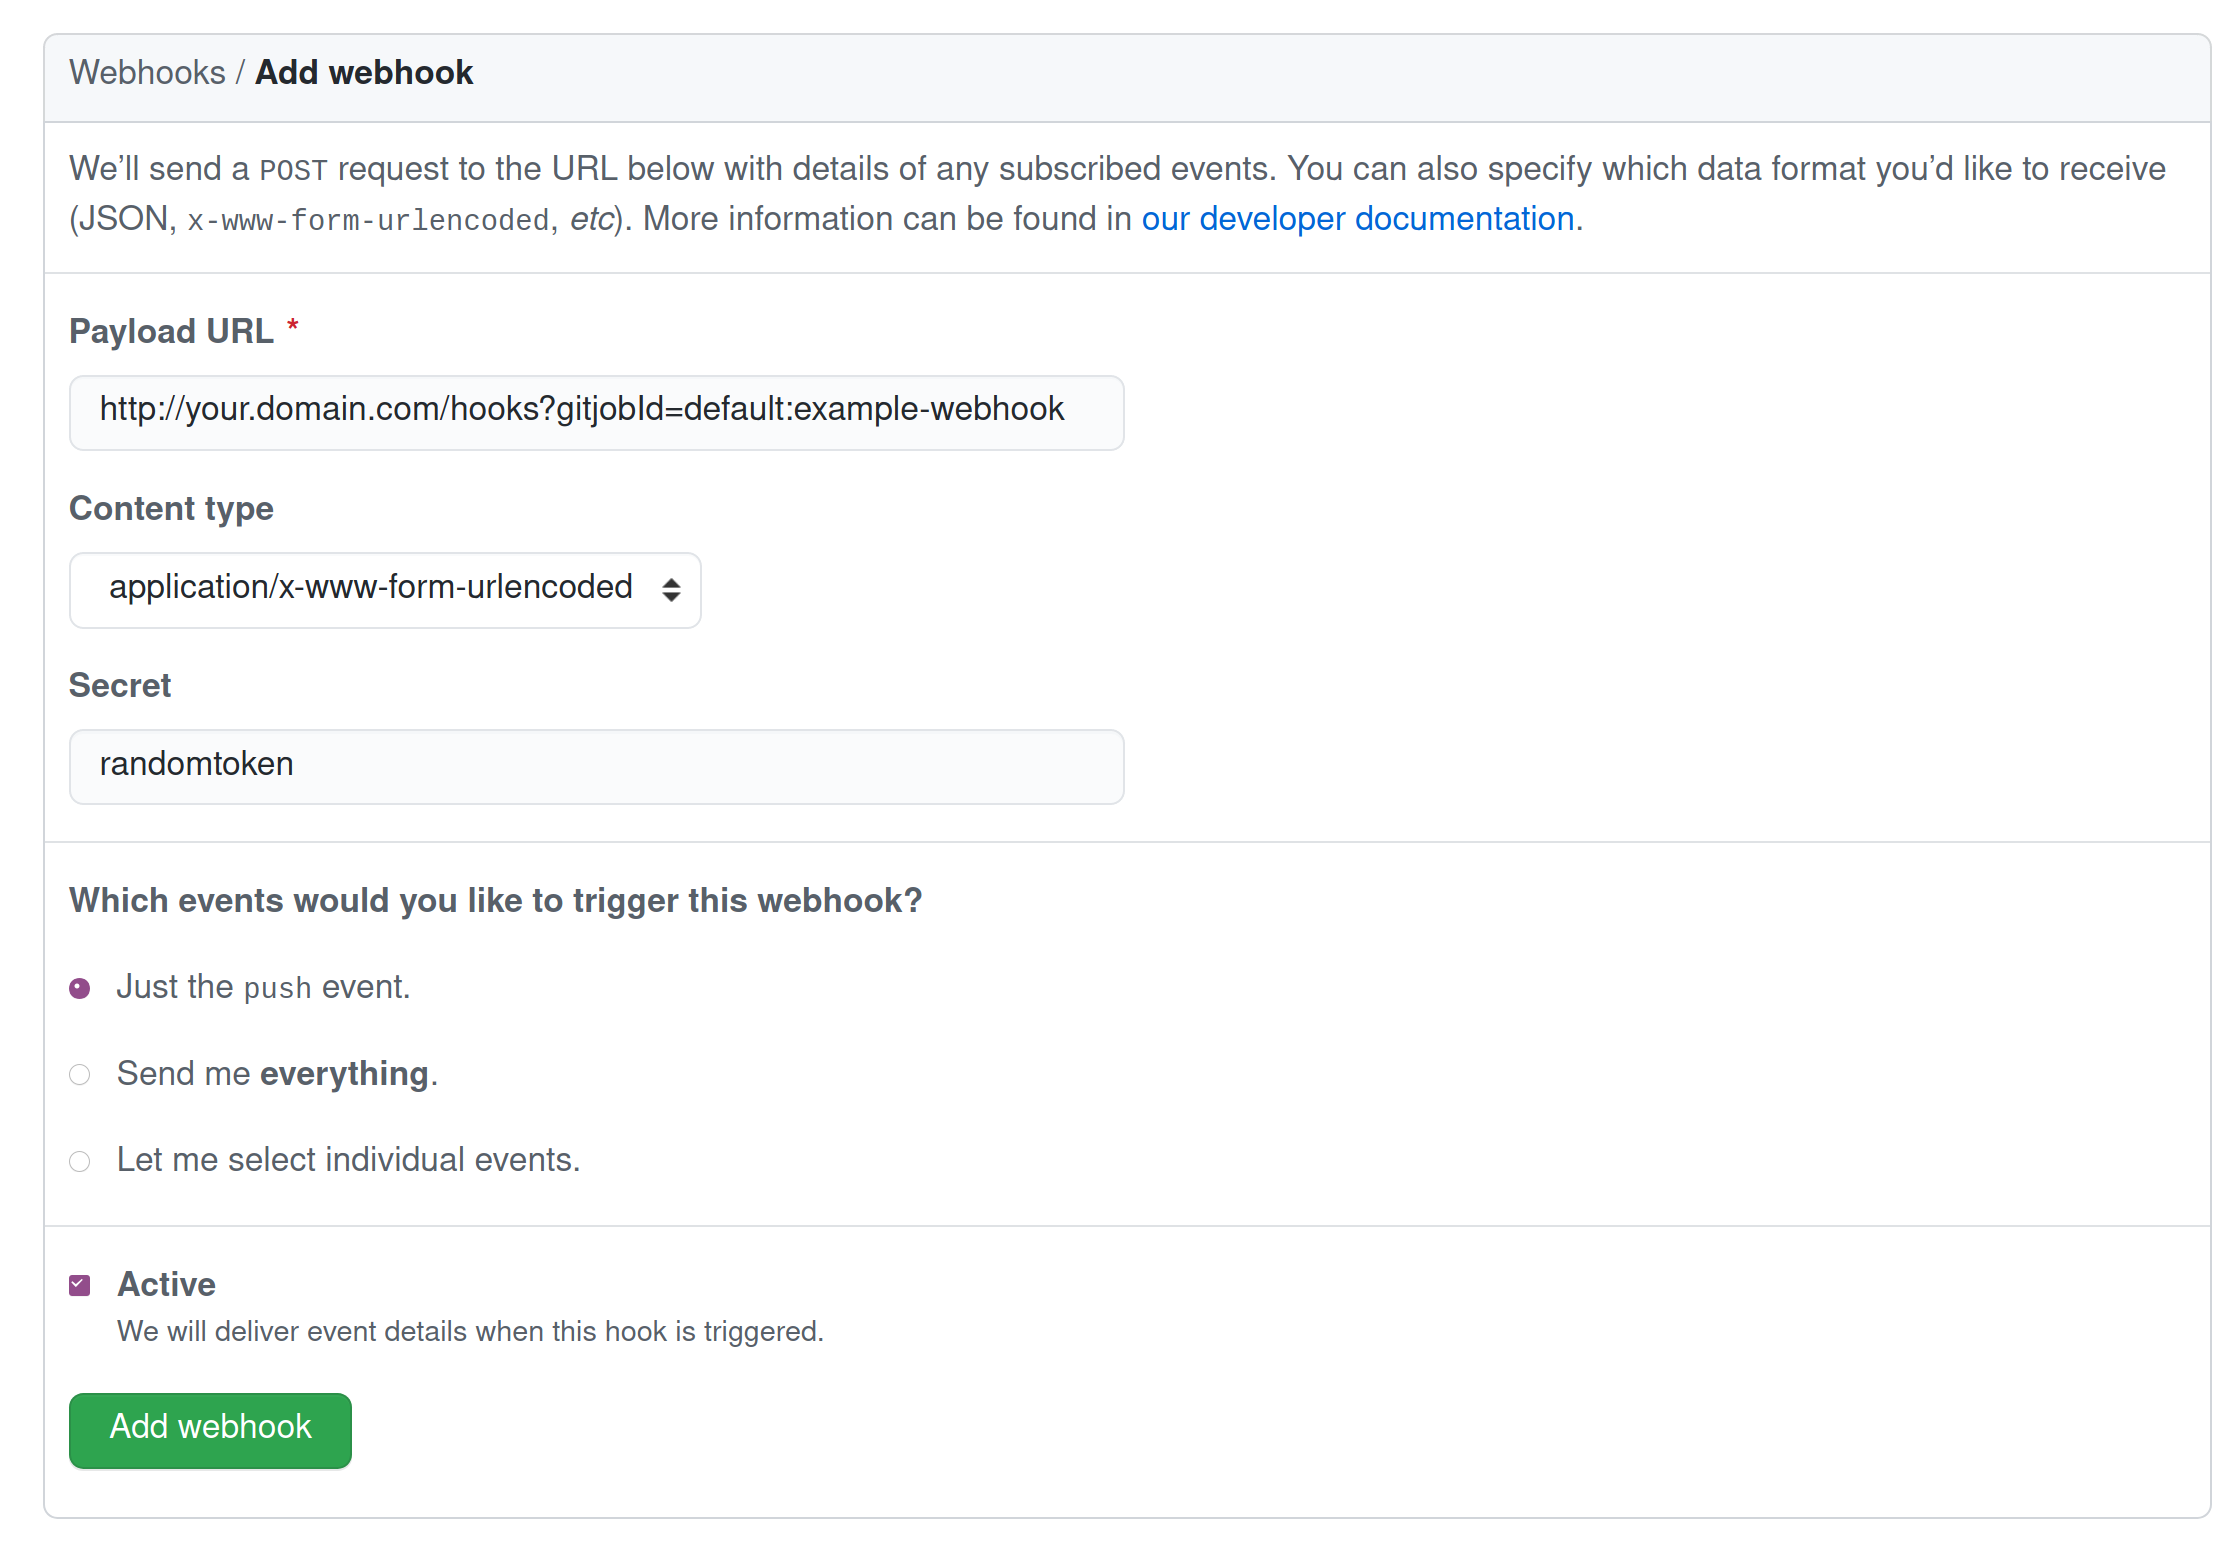 Webhooks / Add webhook
We’ll send a POST request to the URL below with details of any subscribed events. You can also specify which data format you’d like to receive
(JSON, x-www-form-urlencoded, etc). More information can be found in our developer documentation.
Payload URL *
http://your.domain.com/hooks?gitjobId=default:example-webhook
Content type
application/x-www-form-urlencoded
Secret
randomtoken
Which events would you like to trigger this webhook?
Just the push event.
Send me everything.
Let me select individual events.
Active
We will deliver event details when this hook is triggered.
Add webhook